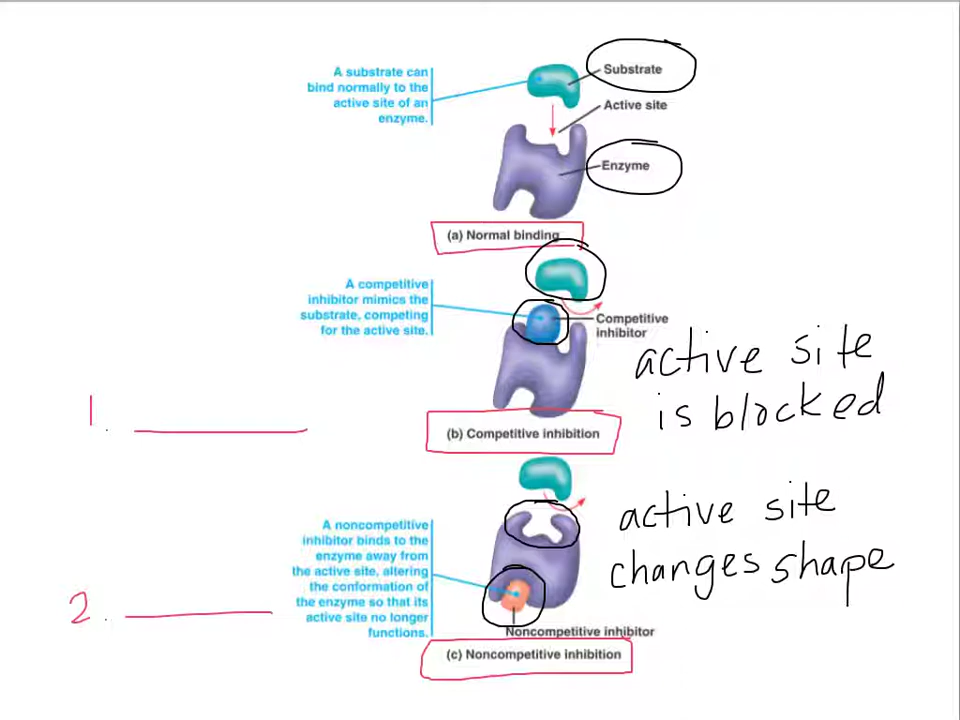 A substrate can
bind normally to the
active site of an
enzyme.
Substrate
Active site
Enzyme
(a) Normal binding
A competitive
inhibitor mimics the
substrate, competing
for the active site.
Competitive
inhibitor
active site
is blocked
1.
(b) Competitive inhibition
A noncompetitive
inhibitor binds to the
enzyme away from
the active site, altering
the conformation of
the enzyme so that its
active site no longer
functions.
active site
changes shape
2.
Noncompetitive inhibitor
(c) Noncompetitive inhibition